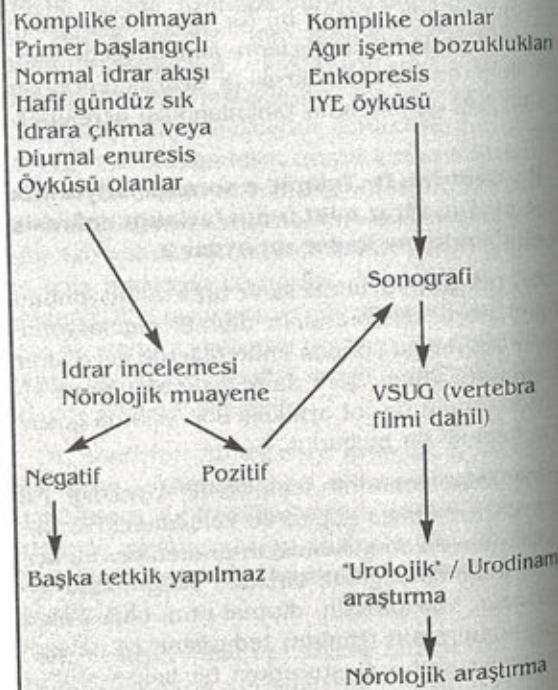 Komplike olmayan
Primer başlangıçlı
Normal idrar akışı
Hafif gündüz sık
İdrara çıkma veya
Diurnal enuresis
Öyküsü olanlar
Komplike olanlar
Ağır işeme bozuklukları
Enkopresis
IYE öyküsü
Sonografi
İdrar incelemesi
Nörolojik muayene
VSUG (vertebra
filmi dahil)
Negatif
Pozitif
Başka tetkik yapılmaz
"Urolojik" / Urodinam
araştırma
Nörolojik araştırma